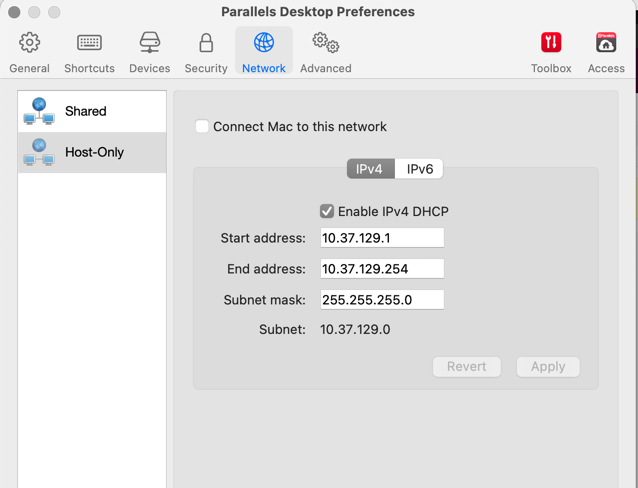 Parallels Desktop Preferences
General Shortcuts Devices Security Network Advanced Toolbox Access
Shared
Host-Only
Connect Mac to this network
IPv4 IPv6
Enable IPv4 DHCP
Start address: 10.37.129.1
End address: 10.37.129.254
Subnet mask: 255.255.255.0
Subnet: 10.37.129.0
Revert Apply